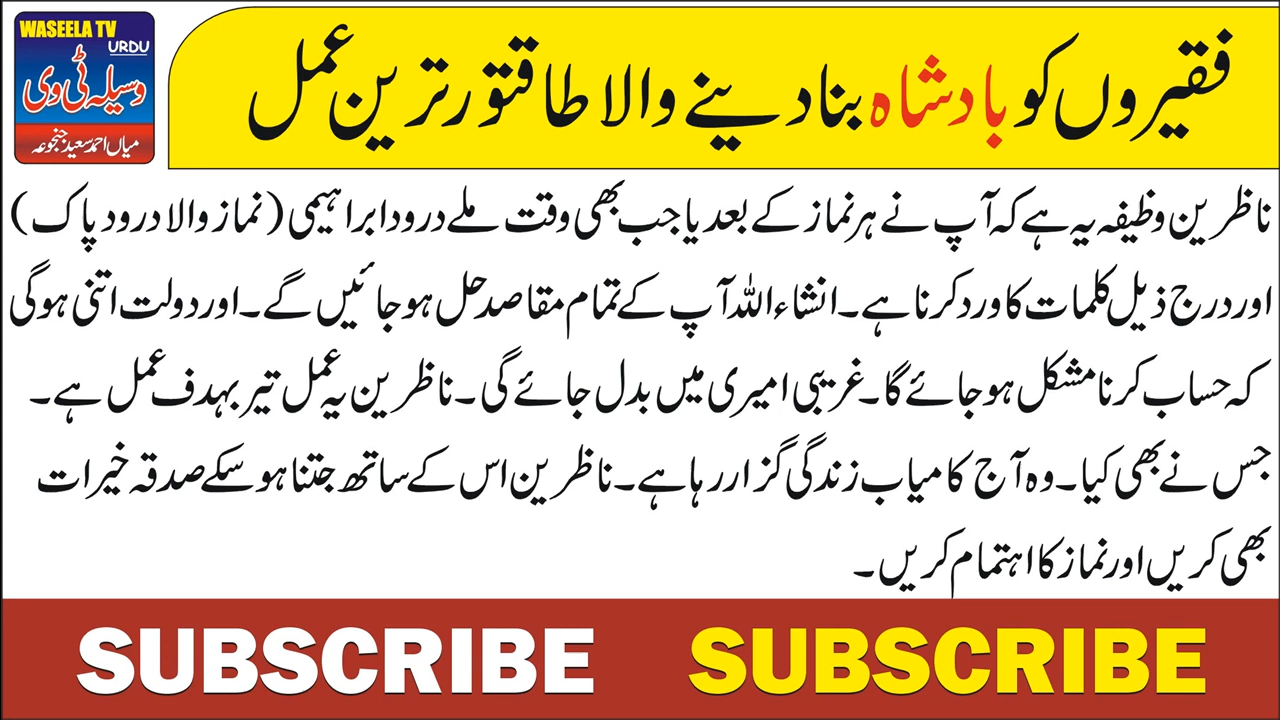 WASEELA TV
URDU
وسیلہ ٹی وی
میاں احمد سعید جنجوعہ
فقیروں کو بادشاہ بنا دینے والا طاقتور ترین عمل
ناظرین وظیفہ یہ ہے کہ آپ نے ہر نماز کے بعد یا جب بھی وقت ملے درود ابراہیمی (نماز والا درود پاک)
اور درج ذیل کلمات کا ورد کرنا ہے۔ انشاء اللہ آپ کے تمام مقاصد حل ہو جائیں گے۔ اور دولت اتنی ہوگی
کہ حساب کرنا مشکل ہو جائے گا۔ غریبی امیری میں بدل جائے گی۔ ناظرین یہ عمل تیر بہدف عمل ہے۔
جس نے بھی کیا۔ وہ آج کامیاب زندگی گزار رہا ہے۔ ناظرین اس کے ساتھ جتنا ہو سکے صدقہ خیرات
بھی کریں اور نماز کا اہتمام کریں۔
SUBSCRIBE SUBSCRIBE